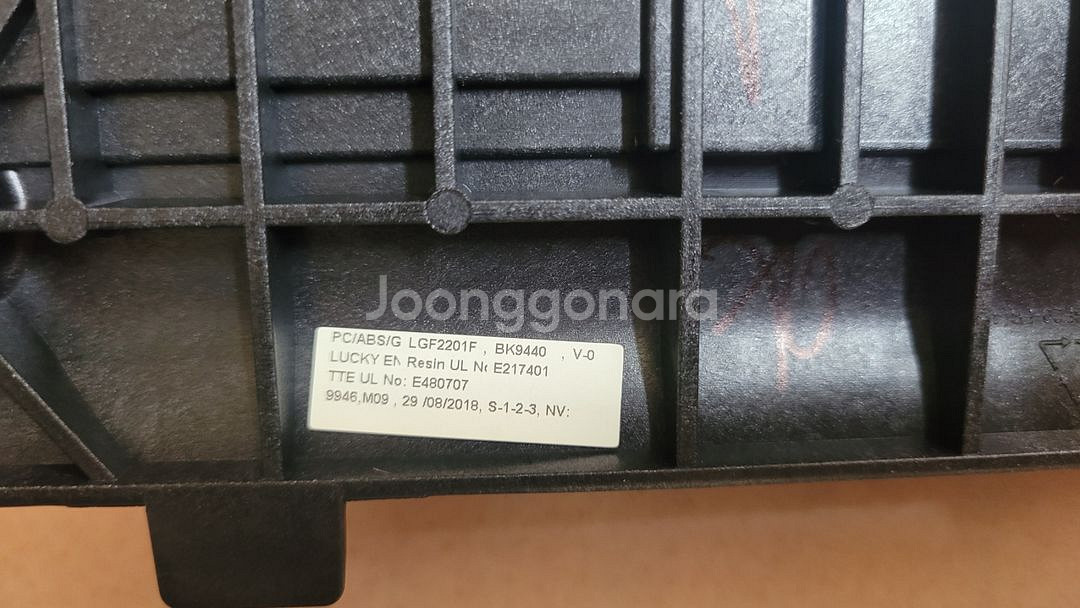 Joonggonara
PC/ABS/G LGF2201F , BK9440 , V-0
LUCKY EN Resin UL No E217401
TTE UL No: E480707
9946,M09 , 29 /08/2018, S-1-2-3, NV: